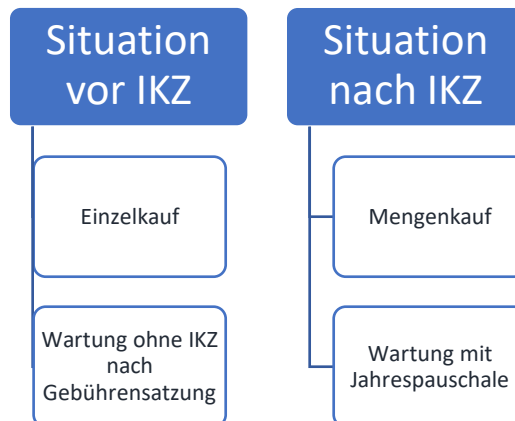 Situation
vor IKZ
Einzelkauf
Wartung ohne IKZ
nach
Gebührensatzung
Situation
nach IKZ
Mengenkauf
Wartung mit
Jahrespauschale